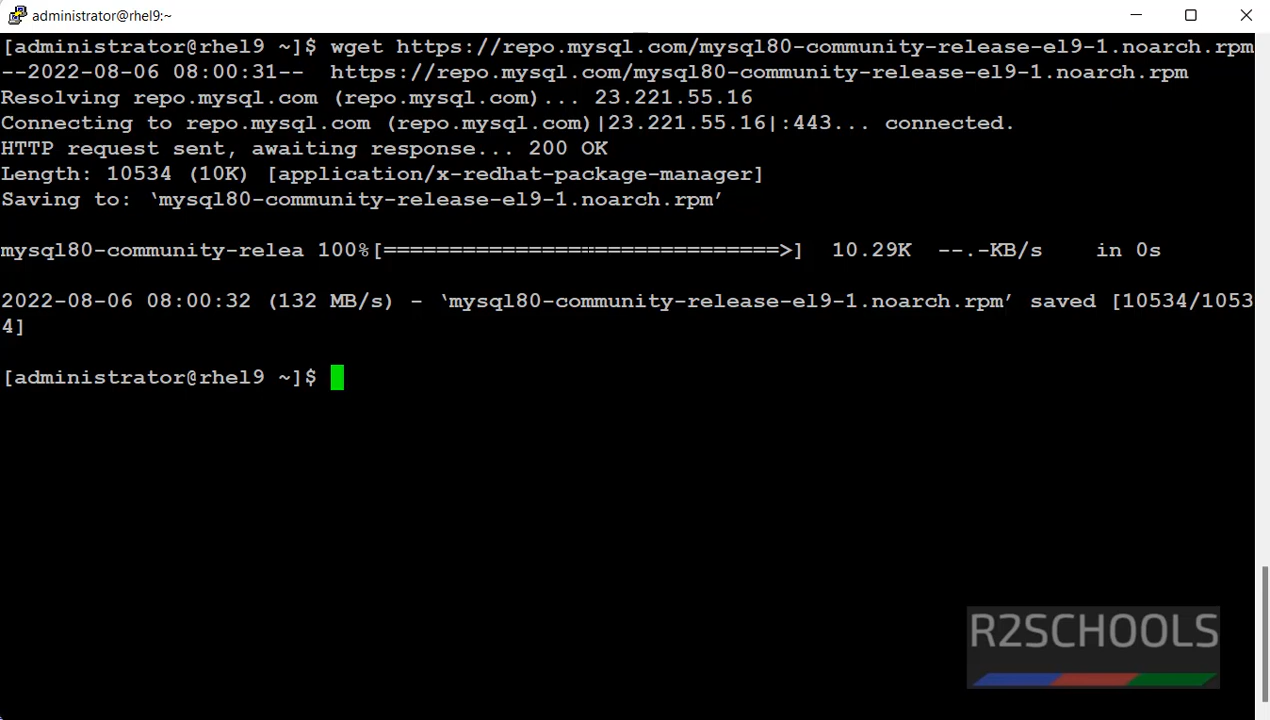 administrator@rhel9:~
[administrator@rhel9 ~]$ wget https://repo.mysql.com/mysql80-community-release-el9-1.noarch.rpm
--2022-08-06 08:00:31--  https://repo.mysql.com/mysql80-community-release-el9-1.noarch.rpm
Resolving repo.mysql.com (repo.mysql.com)... 23.221.55.16
Connecting to repo.mysql.com (repo.mysql.com)|23.221.55.16|:443... connected.
HTTP request sent, awaiting response... 200 OK
Length: 10534 (10K) [application/x-redhat-package-manager]
Saving to: ‘mysql80-community-release-el9-1.noarch.rpm’
mysql80-community-relea 100%[==============================>]  10.29K  --.-KB/s    in 0s
2022-08-06 08:00:32 (132 MB/s) - ‘mysql80-community-release-el9-1.noarch.rpm’ saved [10534/1053
4]
[administrator@rhel9 ~]$
R2SCHOOLS